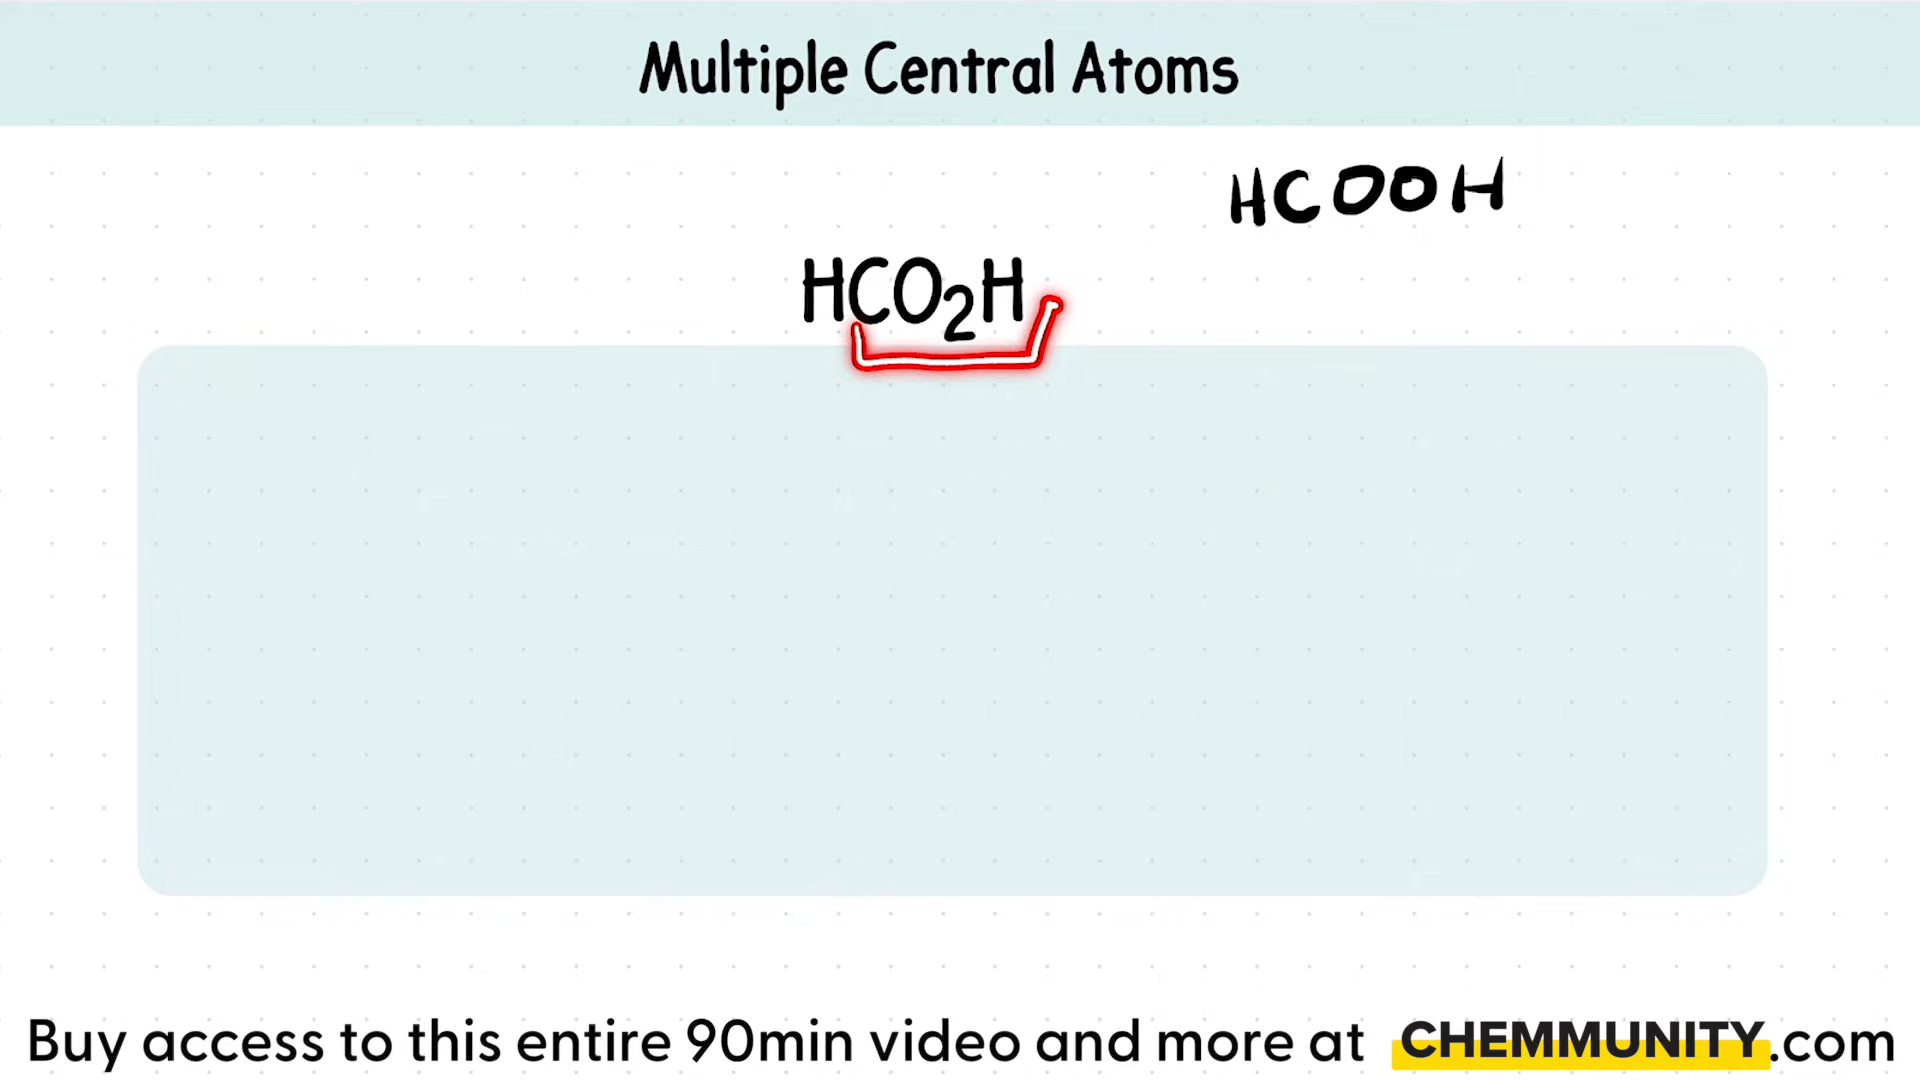 Multiple Central Atoms
HCOOH
HCO₂H
Buy access to this entire 90min video and more at CHEMMUNITY.com